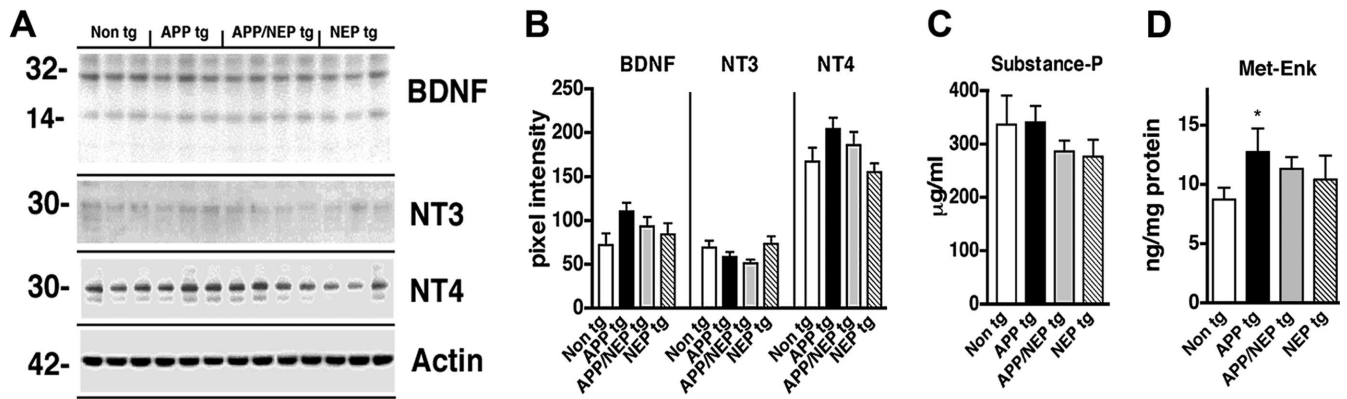 A
Non tg APP tg APP/NEP tg NEP tg
32-
14-
BDNF
30-
NT3
30-
NT4
42-
Actin
B
BDNF NT3 NT4
pixel intensity
250
200
150
100
50
0
Non tg
APP tg
APP/NEP tg
NEP tg
Non tg
APP tg
APP/NEP tg
NEP tg
Non tg
APP tg
APP/NEP tg
NEP tg
C
Substance-P
µg/ml
400
300
200
100
0
Non tg
APP tg
APP/NEP tg
NEP tg
D
Met-Enk
ng/mg protein
15
10
5
0
*
Non tg
APP tg
APP/NEP tg
NEP tg